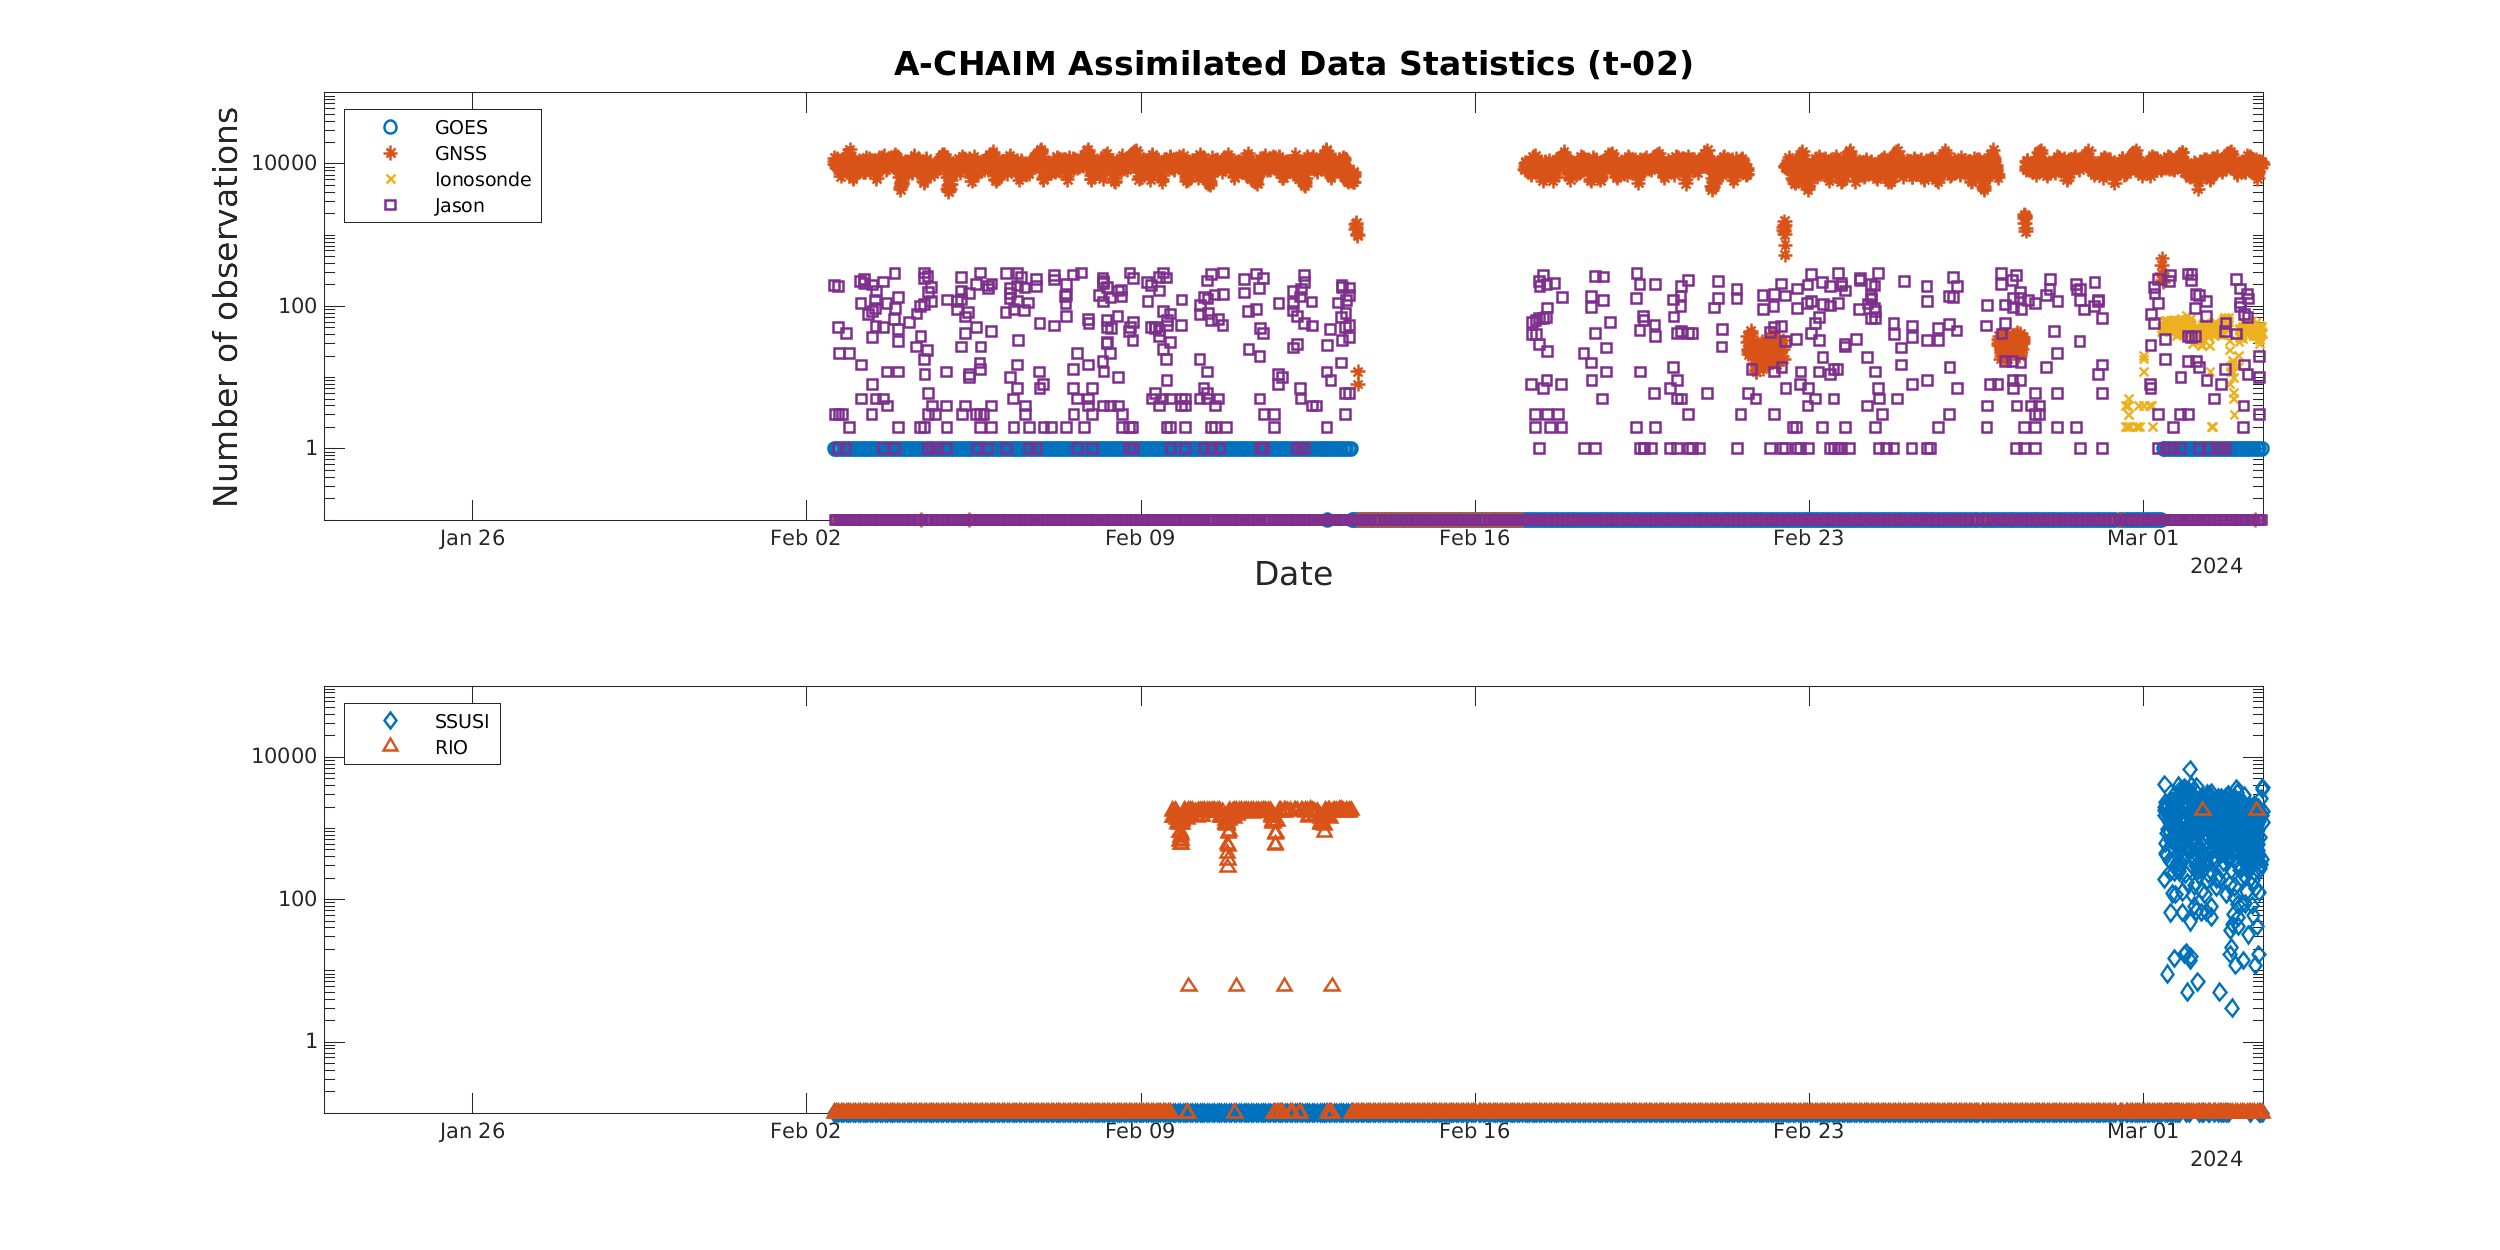 A-CHAIM Assimilated Data Statistics (t-02)
Number of observations
10000
100
1
GOES
GNSS
Ionosonde
Jason
Jan 26
Feb 02
Feb 09
Feb 16
Feb 23
Mar 01
2024
Date
10000
100
1
SSUSI
RIO
Jan 26
Feb 02
Feb 09
Feb 16
Feb 23
Mar 01
2024